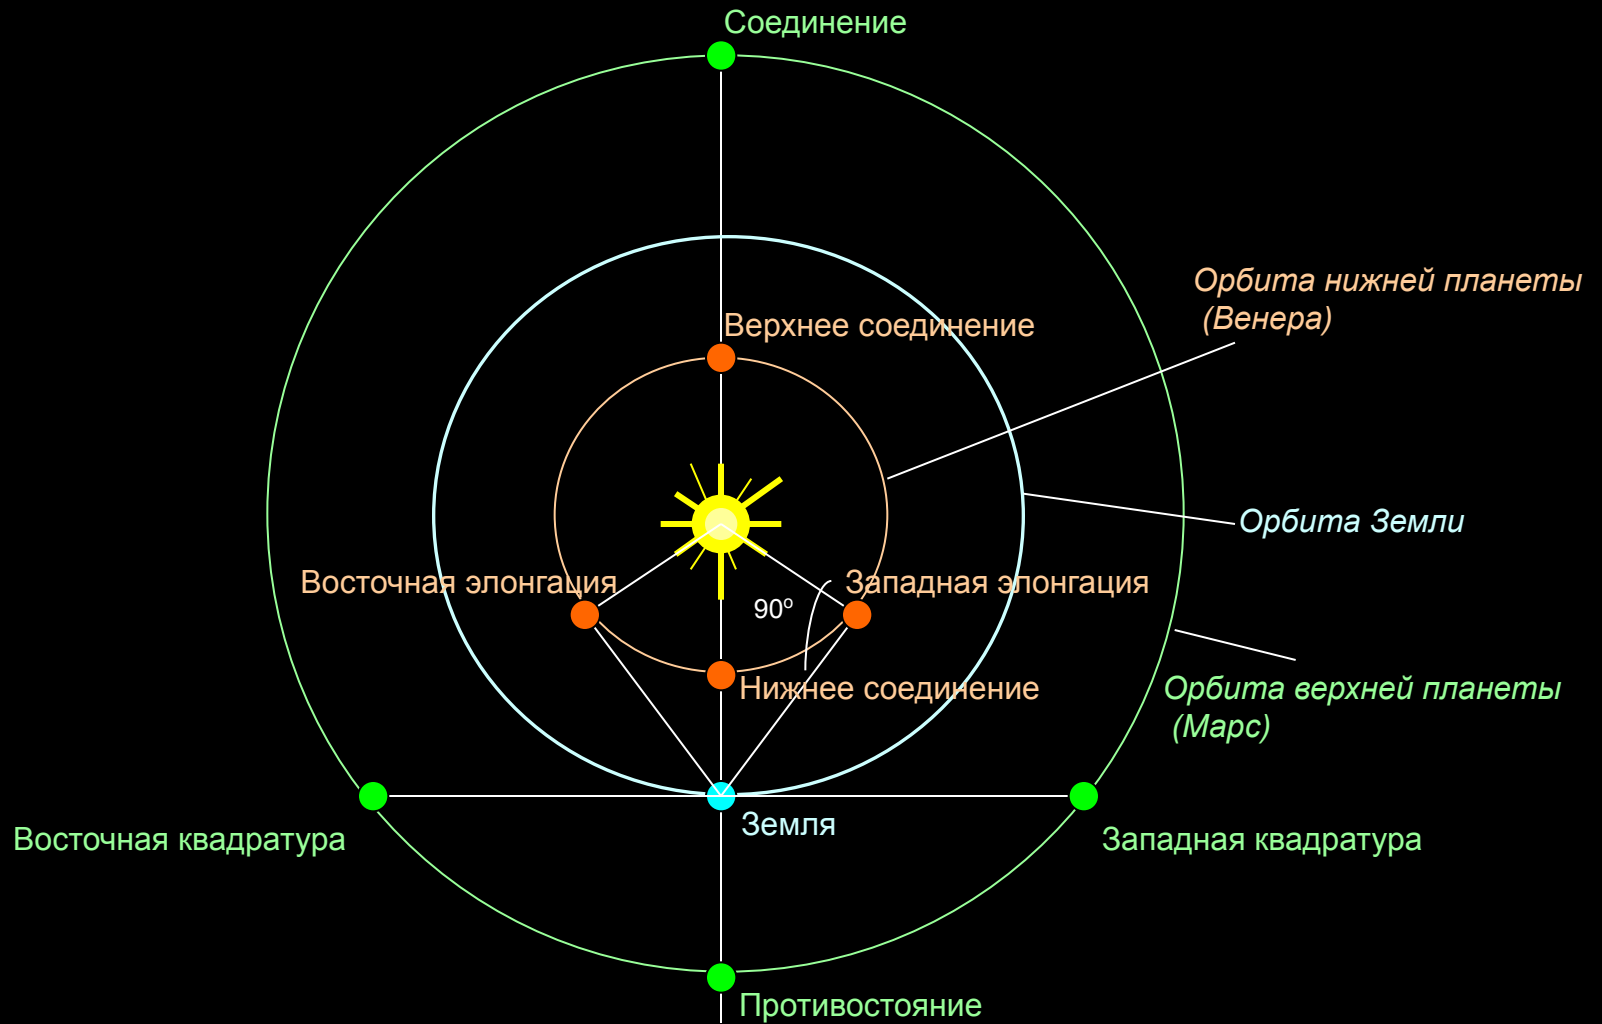 Соединение
Орбита нижней планеты
(Венера)
Верхнее соединение
Орбита Земли
Восточная элонгация
Западная элонгация
90º
Нижнее соединение
Орбита верхней планеты
(Марс)
Земля
Восточная квадратура
Западная квадратура
Противостояние